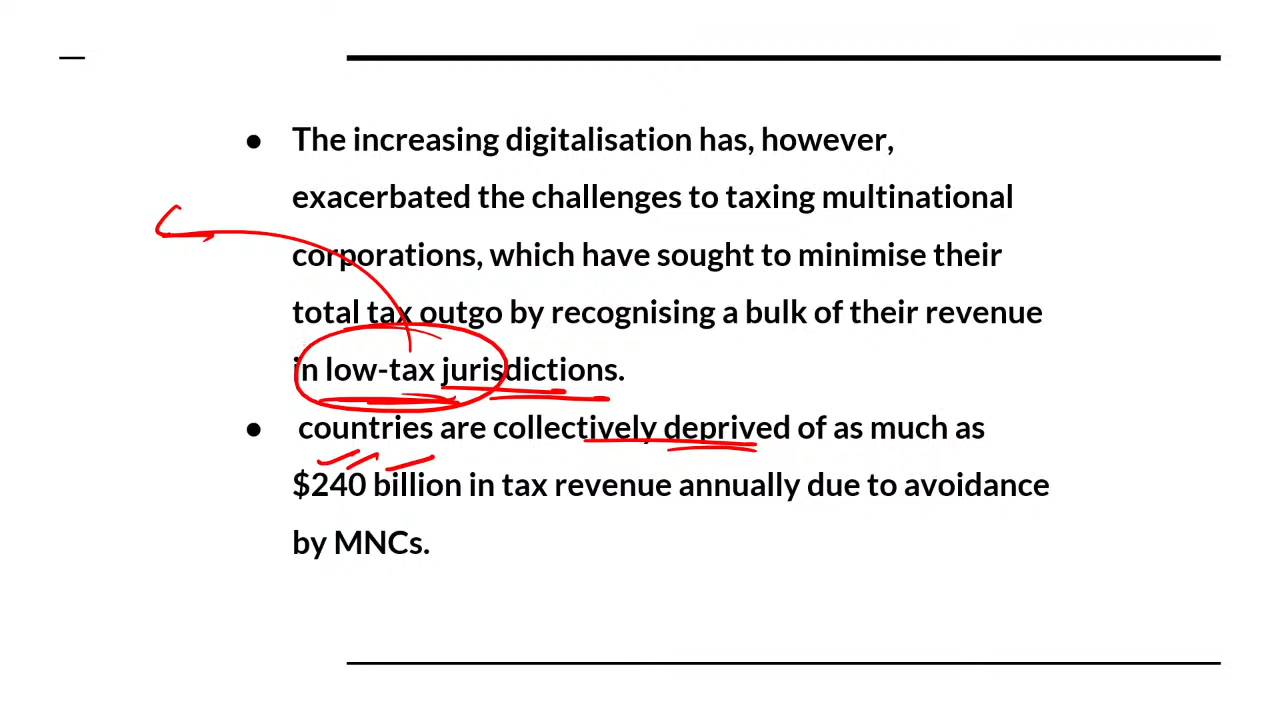 ● The increasing digitalisation has, however,
exacerbated the challenges to taxing multinational
corporations, which have sought to minimise their
total tax outgo by recognising a bulk of their revenue
in low-tax jurisdictions.
● countries are collectively deprived of as much as
$240 billion in tax revenue annually due to avoidance
by MNCs.